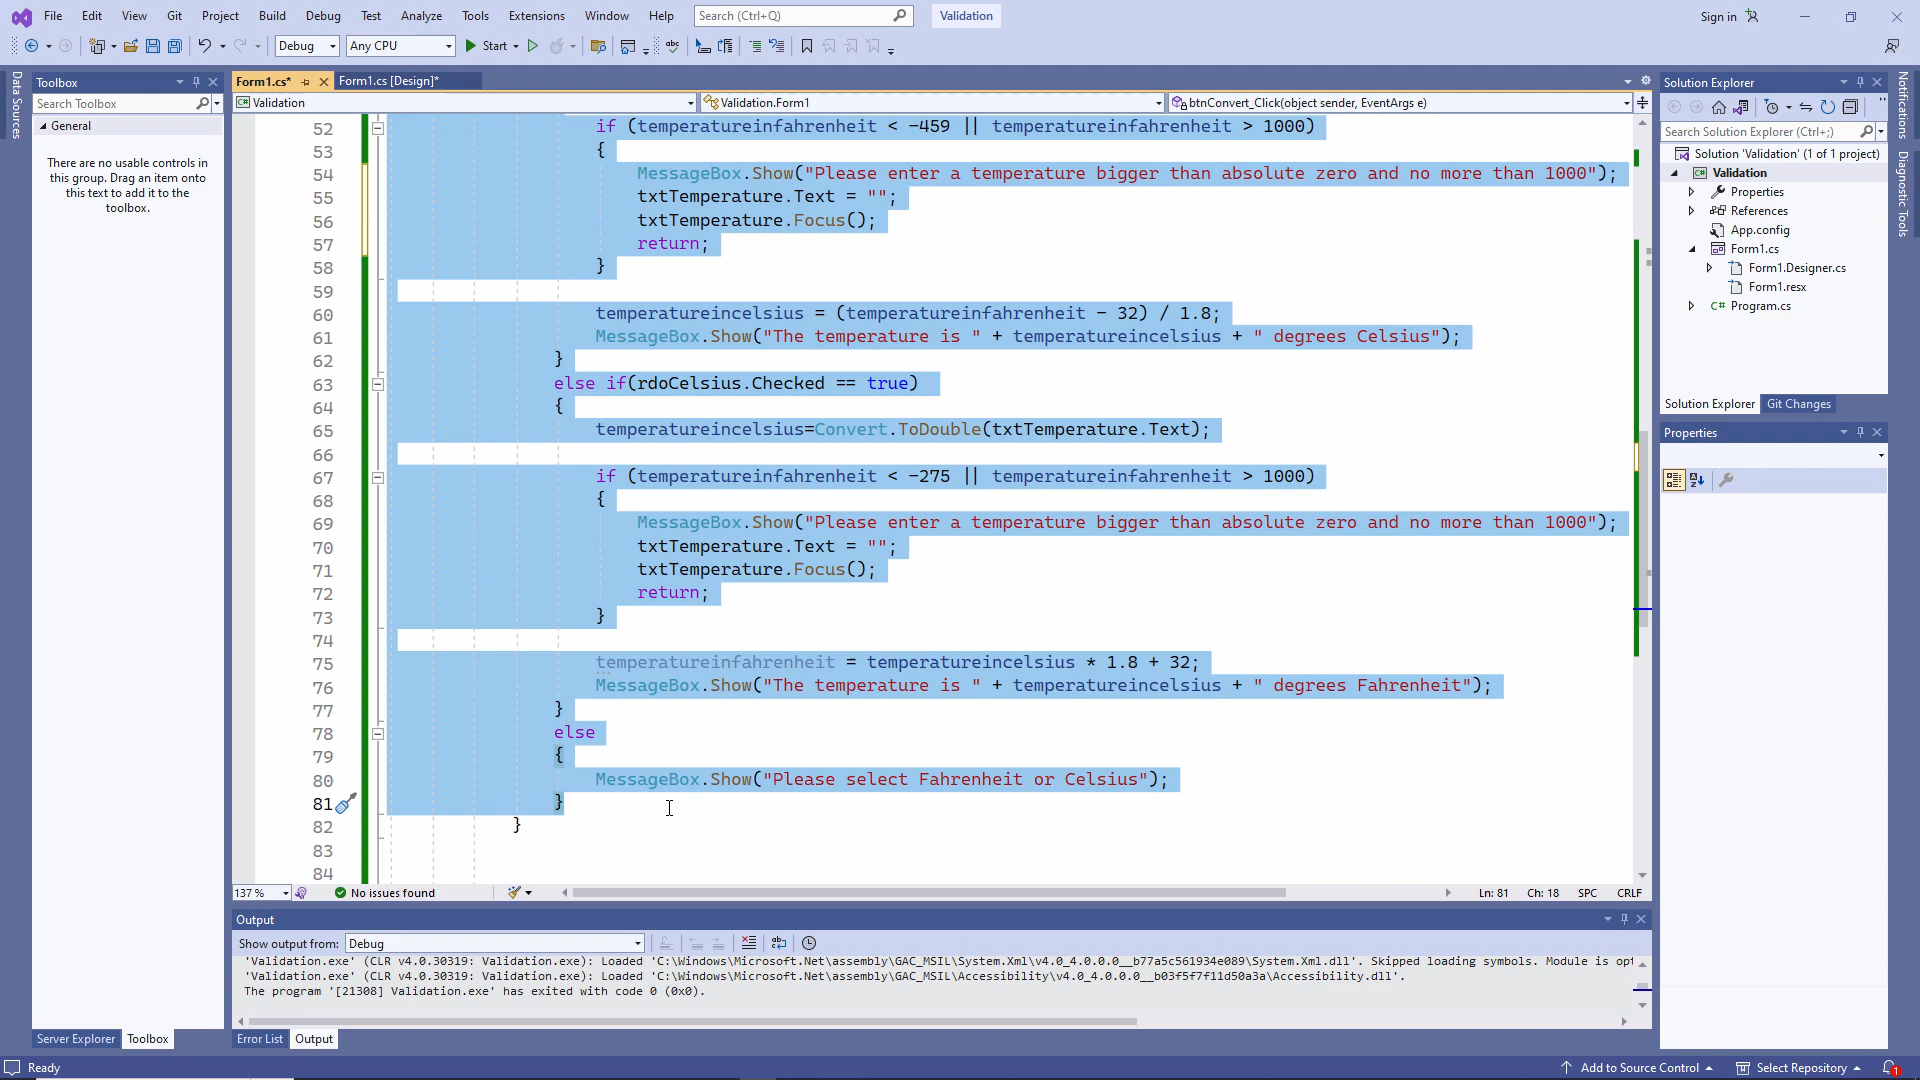 File Edit View Git Project Build Debug Test Analyze Tools Extensions Window Help Search (Ctrl+Q) Validation Sign in
Debug Any CPU Start
Data Sources
Toolbox
Search Toolbox
General
There are no usable controls in
this group. Drag an item onto
this text to add it to the
toolbox.
Server Explorer Toolbox
Form1.cs* Form1.cs [Design]*
Validation Validation.Form1 btnConvert_Click(object sender, EventArgs e)
52 if (temperatureinfahrenheit < -459 || temperatureinfahrenheit > 1000)
53 {
54 MessageBox.Show("Please enter a temperature bigger than absolute zero and no more than 1000");
55 txtTemperature.Text = "";
56 txtTemperature.Focus();
57 return;
58 }
59
60 temperatureincelsius = (temperatureinfahrenheit - 32) / 1.8;
61 MessageBox.Show("The temperature is " + temperatureincelsius + " degrees Celsius");
62 }
63 else if(rdoCelsius.Checked == true)
64 {
65 temperatureincelsius=Convert.ToDouble(txtTemperature.Text);
66
67 if (temperatureinfahrenheit < -275 || temperatureinfahrenheit > 1000)
68 {
69 MessageBox.Show("Please enter a temperature bigger than absolute zero and no more than 1000");
70 txtTemperature.Text = "";
71 txtTemperature.Focus();
72 return;
73 }
74
75 temperatureinfahrenheit = temperatureincelsius * 1.8 + 32;
76 MessageBox.Show("The temperature is " + temperatureincelsius + " degrees Fahrenheit");
77 }
78 else
79 {
80 MessageBox.Show("Please select Fahrenheit or Celsius");
81 }
82 }
83
84
137 % No issues found Ln: 81 Ch: 18 SPC CRLF
Output
Show output from: Debug
'Validation.exe' (CLR v4.0.30319: Validation.exe): Loaded 'C:\Windows\Microsoft.Net\assembly\GAC_MSIL\System.Xml\v4.0_4.0.0.0__b77a5c561934e089\System.Xml.dll'. Skipped loading symbols. Module is opt
'Validation.exe' (CLR v4.0.30319: Validation.exe): Loaded 'C:\Windows\Microsoft.Net\assembly\GAC_MSIL\Accessibility\v4.0_4.0.0.0__b03f5f7f11d50a3a\Accessibility.dll'.
The program '[21308] Validation.exe' has exited with code 0 (0x0).
Error List Output
Solution Explorer
Search Solution Explorer (Ctrl+;)
Solution 'Validation' (1 of 1 project)
Validation
Properties
References
App.config
Form1.cs
Form1.Designer.cs
Form1.resx
Program.cs
Solution Explorer Git Changes
Properties
Notifications
Diagnostic Tools
Ready Add to Source Control Select Repository 1